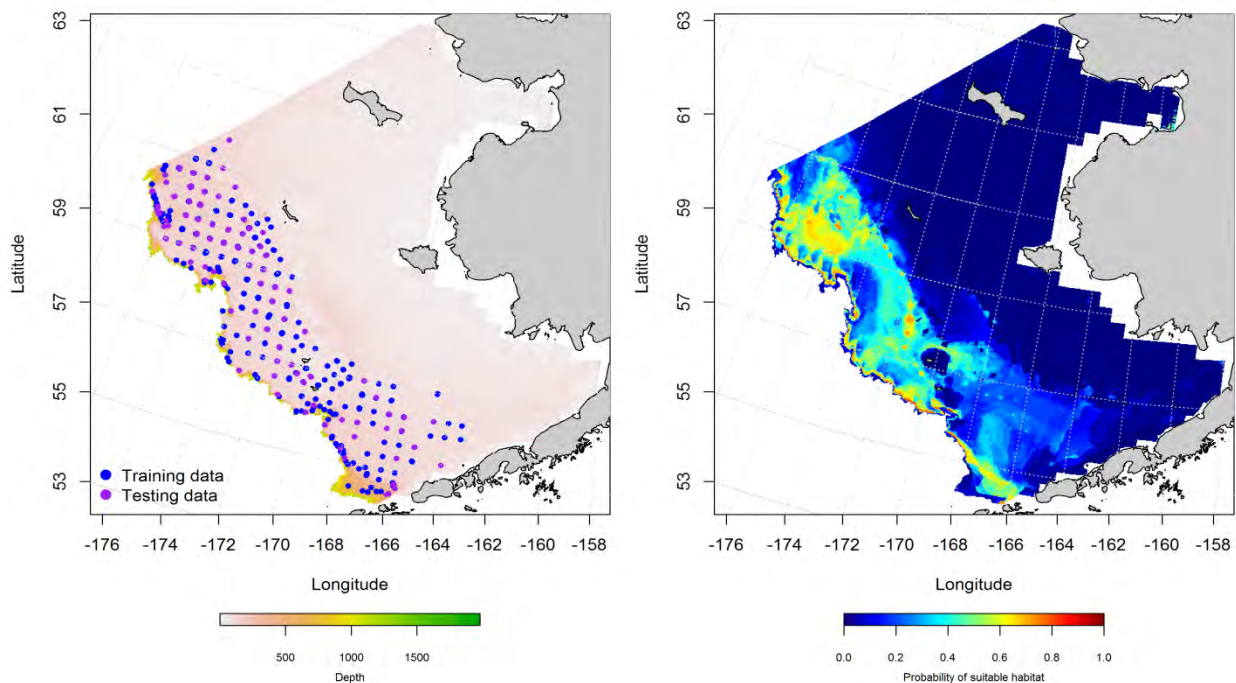 63
61
59
57
55
53
Latitude
Training data
Testing data
-176 -174 -172 -170 -168 -166 -164 -162 -160 -158
Longitude
500 1000 1500
Depth
63
61
59
57
55
53
Latitude
-176 -174 -172 -170 -168 -166 -164 -162 -160 -158
Longitude
0.0 0.2 0.4 0.6 0.8 1.0
Probability of suitable habitat